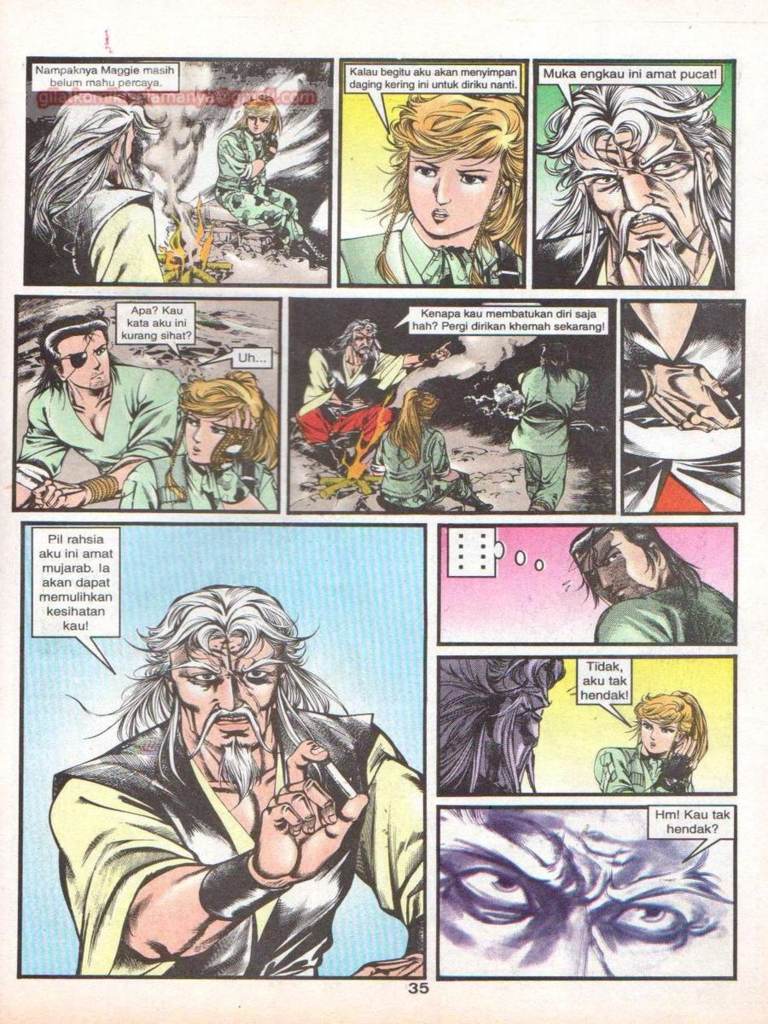 Nampaknya Maggie masih
belum mahu percaya.
Kalau begitu aku akan menyimpan
daging kering ini untuk diriku nanti.
Muka engkau ini amat pucat!
Apa? Kau
kata aku ini
kurang sihat?
Uh...
Kenapa kau membatukan diri saja
hah? Pergi dirikan khemah sekarang!
Pil rahsia
aku ini amat
mujarab. Ia
akan dapat
memulihkan
kesihatan
kau!
Tidak,
aku tak
hendak!
Hm! Kau tak
hendak?
35